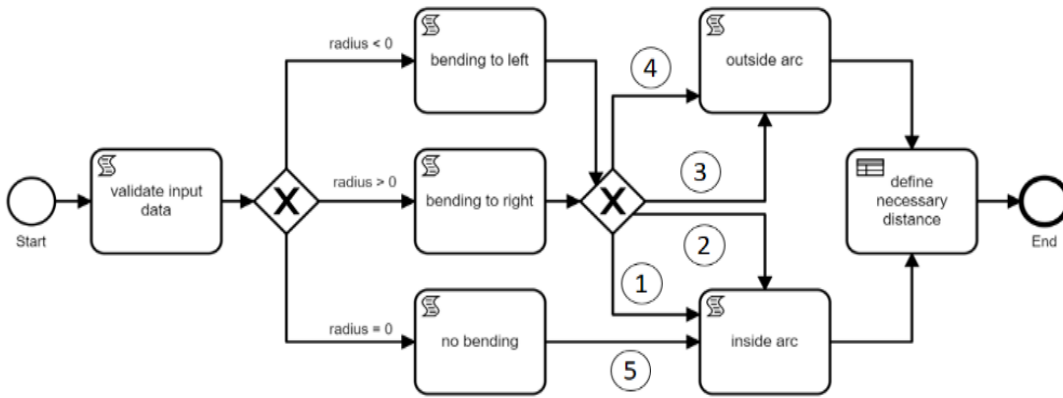 radius < 0
bending to left
4
outside arc
validate input
data
Start
radius > 0
bending to right
3
define
necessary
distance
End
2
1
radius = 0
no bending
5
inside arc